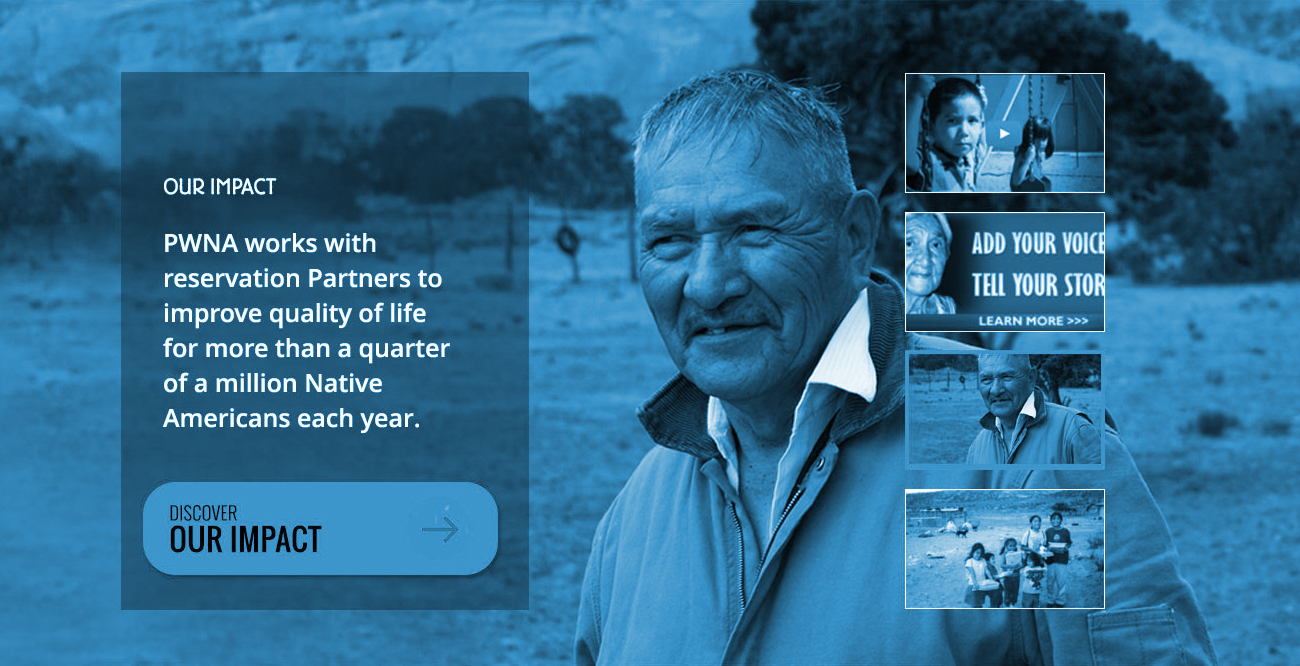 OUR IMPACT
PWNA works with
reservation Partners to
improve quality of life
for more than a quarter
of a million Native
Americans each year.
DISCOVER
OUR IMPACT
ADD YOUR VOICE
TELL YOUR STOR
LEARN MORE >>>